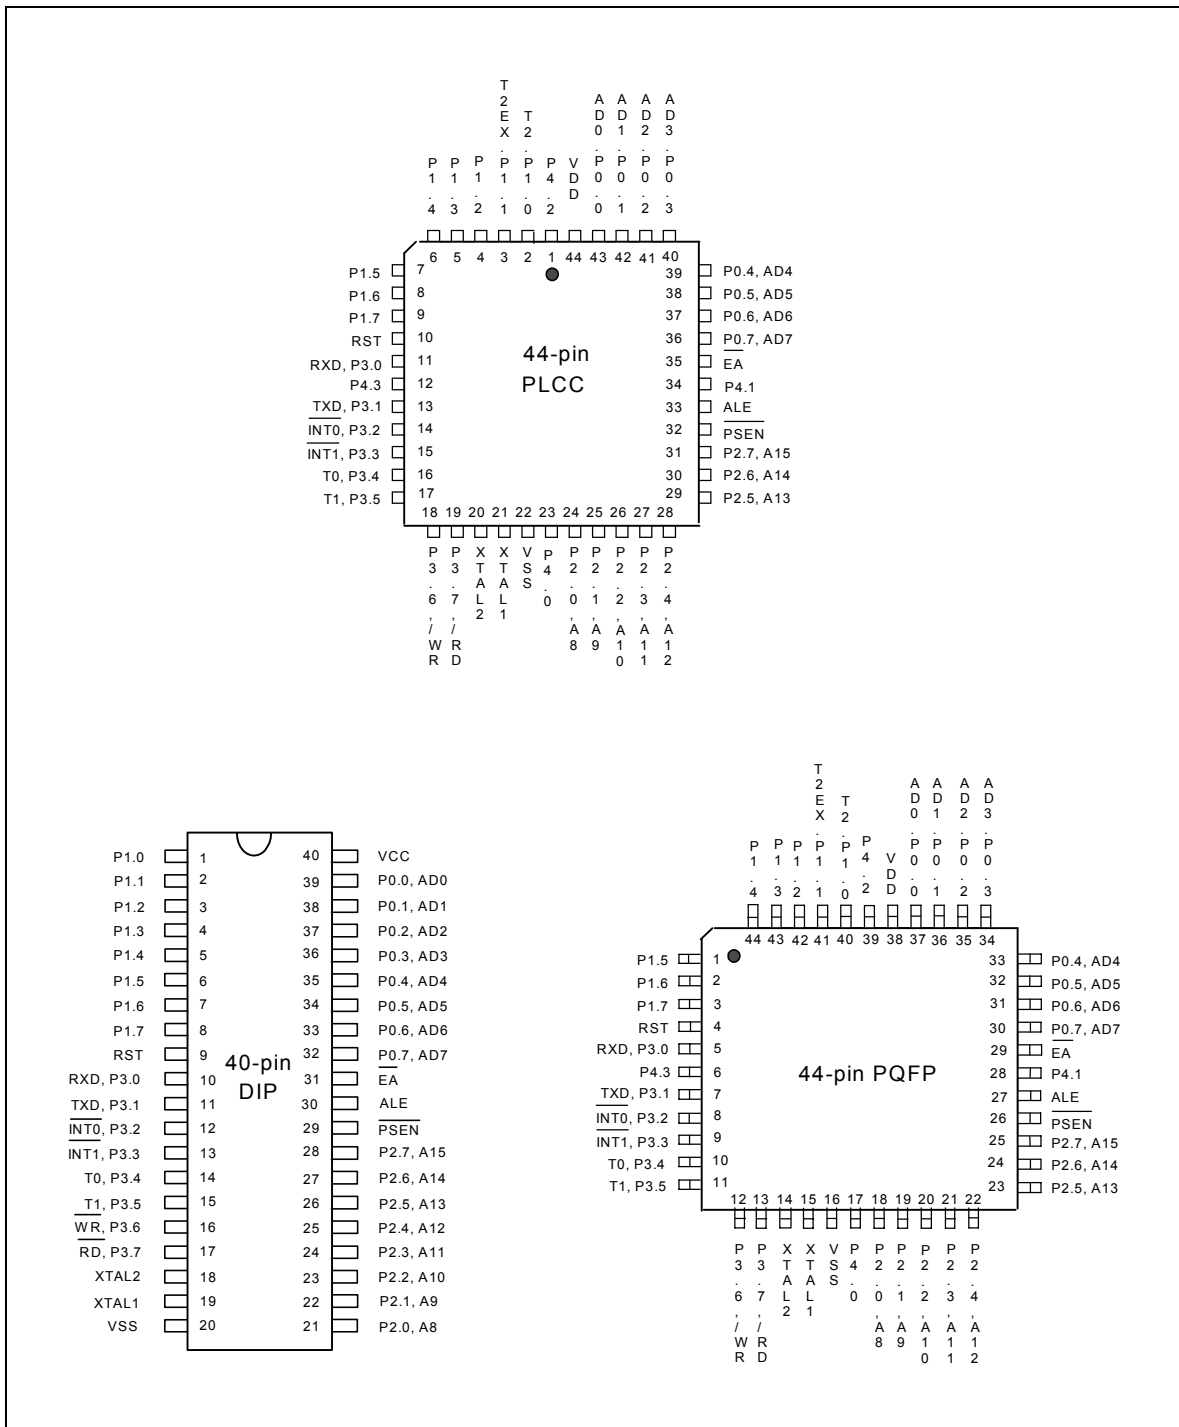 P1.4
P1.3
P1.2
T2EX.P1.1
T2.P1.0
P4.2
VDD
AD0.P0.0
AD1.P0.1
AD2.P0.2
AD3.P0.3
6 5 4 3 2 1 44 43 42 41 40
P1.5 7 39 P0.4, AD4
P1.6 8 38 P0.5, AD5
P1.7 9 37 P0.6, AD6
RST 10 36 P0.7, AD7
RXD, P3.0 11 35 EA
P4.3 12 34 P4.1
TXD, P3.1 13 33 ALE
INT0, P3.2 14 32 PSEN
INT1, P3.3 15 31 P2.7, A15
T0, P3.4 16 30 P2.6, A14
T1, P3.5 17 29 P2.5, A13
44-pin
PLCC
18 19 20 21 22 23 24 25 26 27 28
P3.6,/WR
P3.7,/RD
XTAL2
XTAL1
VSS
P4.0
P2.0,A8
P2.1,A9
P2.2,A10
P2.3,A11
P2.4,A12
P1.0 1 40 VCC
P1.1 2 39 P0.0, AD0
P1.2 3 38 P0.1, AD1
P1.3 4 37 P0.2, AD2
P1.4 5 36 P0.3, AD3
P1.5 6 35 P0.4, AD4
P1.6 7 34 P0.5, AD5
P1.7 8 33 P0.6, AD6
RST 9 32 P0.7, AD7
RXD, P3.0 10 31 EA
TXD, P3.1 11 30 ALE
INT0, P3.2 12 29 PSEN
INT1, P3.3 13 28 P2.7, A15
T0, P3.4 14 27 P2.6, A14
T1, P3.5 15 26 P2.5, A13
WR, P3.6 16 25 P2.4, A12
RD, P3.7 17 24 P2.3, A11
XTAL2 18 23 P2.2, A10
XTAL1 19 22 P2.1, A9
VSS 20 21 P2.0, A8
40-pin
DIP
P1.4
P1.3
P1.2
T2EX.P1.1
T2.P1.0
P4.2
VDD
AD0.P0.0
AD1.P0.1
AD2.P0.2
AD3.P0.3
44 43 42 41 40 39 38 37 36 35 34
P1.5 1 33 P0.4, AD4
P1.6 2 32 P0.5, AD5
P1.7 3 31 P0.6, AD6
RST 4 30 P0.7, AD7
RXD, P3.0 5 29 EA
P4.3 6 28 P4.1
TXD, P3.1 7 27 ALE
INT0, P3.2 8 26 PSEN
INT1, P3.3 9 25 P2.7, A15
T0, P3.4 10 24 P2.6, A14
T1, P3.5 11 23 P2.5, A13
44-pin PQFP
12 13 14 15 16 17 18 19 20 21 22
P3.6,/WR
P3.7,/RD
XTAL2
XTAL1
VSS
P4.0
P2.0,A8
P2.1,A9
P2.2,A10
P2.3,A11
P2.4,A12